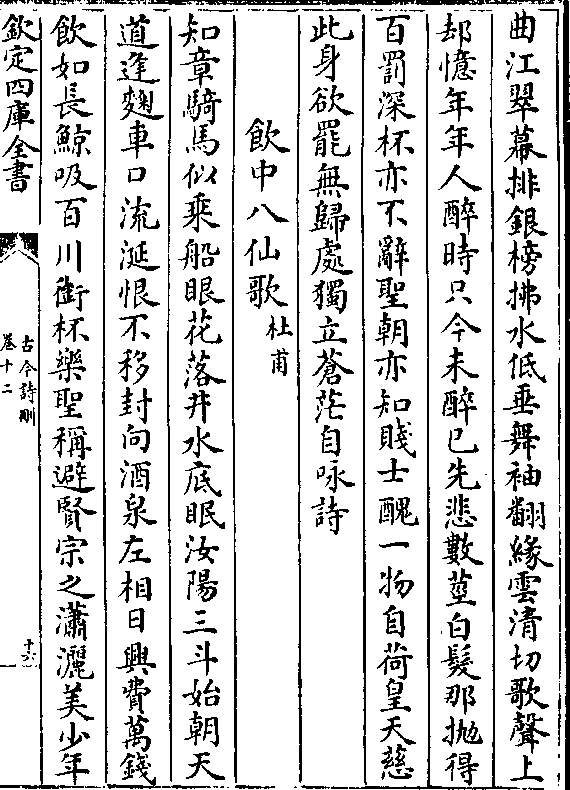 曲江翠幕排銀榜拂水低垂舞袖翻緣雲清切歌聲上
却憶年年人醉時只今未醉已先悲數莖白髮那抛得
百罰深杯亦不辭聖朝亦知賤士醜一物自荷皇天慈
此身欲罷無歸處獨立蒼茫自咏詩
飲中八仙歌杜甫
知章騎馬似乘船眼花落井水底眠汝陽三斗始朝天
道逢麴車口流涎恨不移封向酒泉左相日興費萬錢
飲如長鯨吸百川銜杯樂聖稱避賢宗之瀟灑美少年
欽定四庫全書
古今詩刪
卷十二
十六